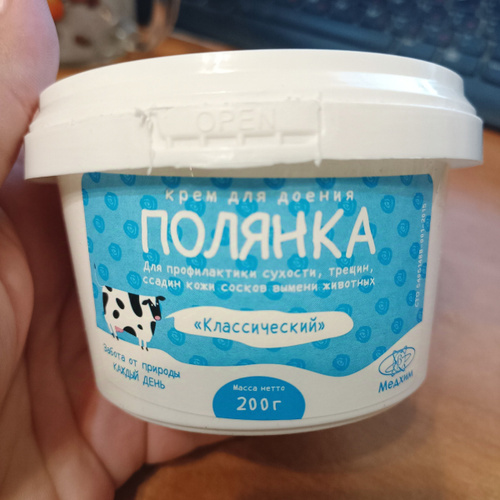 OPEN
крем для доения
ПОЛЯНКА
Для профилактики сухости, трещин,
ссадин кожи сосков вымени животных
«Классический»
Забота от природы
КАЖДЫЙ ДЕНЬ
Масса нетто
200г
Медхим